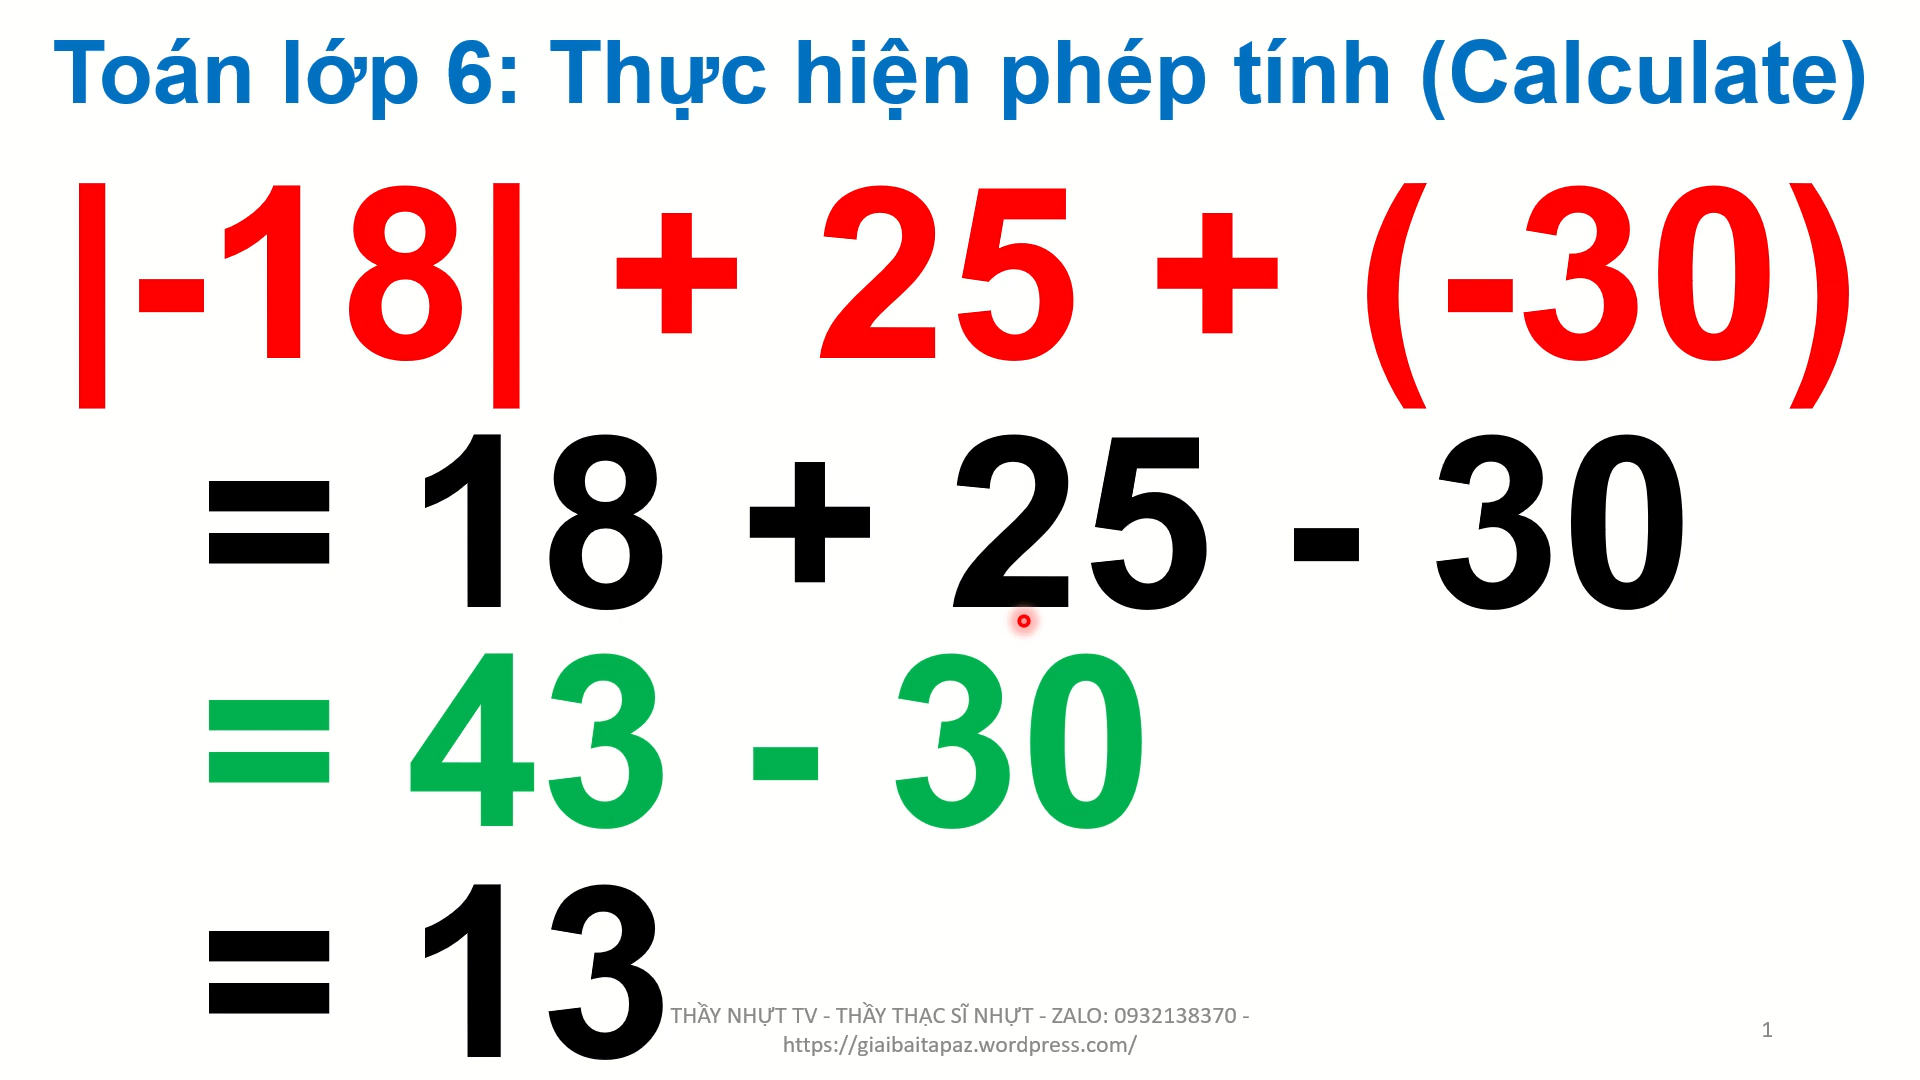 Toán lớp 6: Thực hiện phép tính (Calculate)
|-18| + 25 + (-30)
= 18 + 25 - 30
= 43 - 30
= 13
THẦY NHỰT TV - THẦY THẠC SĨ NHỰT - ZALO: 0932138370 -
https://giaibaitapaz.wordpress.com/
1